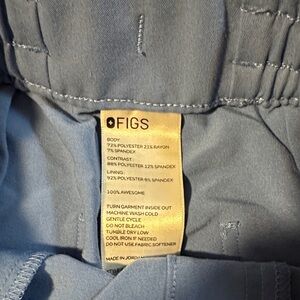 FIGS
BODY:
72% POLYESTER 21% RAYON
7% SPANDEX
CONTRAST:
88% POLYESTER 12% SPANDEX
LINING:
92% POLYESTER 8% SPANDEX
100% AWESOME
TURN GARMENT INSIDE OUT
MACHINE WASH COLD
GENTLE CYCLE
DO NOT BLEACH
TUMBLE DRY LOW
COOL IRON IF NEEDED
DO NOT USE FABRIC SOFTENER
MADE IN